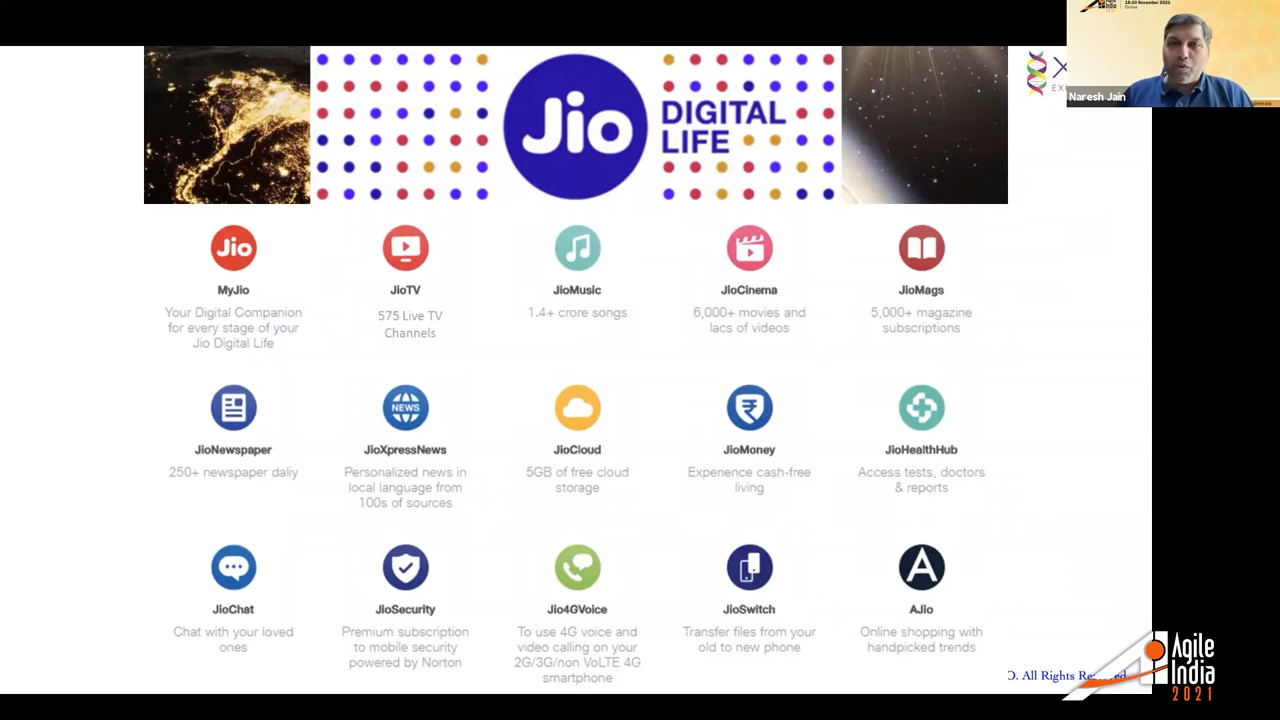 18-20 November 2021
Online
Naresh Jain
Jio
DIGITAL
LIFE
Jio
MyJio
Your Digital Companion
for every stage of your
Jio Digital Life
JioTV
575 Live TV
Channels
JioMusic
1.4+ crore songs
JioCinema
6,000+ movies and
lacs of videos
JioMags
5,000+ magazine
subscriptions
JioNewspaper
250+ newspaper daliy
NEWS
JioXpressNews
Personalized news in
local language from
100s of sources
JioCloud
5GB of free cloud
storage
JioMoney
Experience cash-free
living
JioHealthHub
Access tests, doctors
& reports
JioChat
Chat with your loved
ones
JioSecurity
Premium subscription
to mobile security
powered by Norton
Jio4GVoice
To use 4G voice and
video calling on your
2G/3G/non VoLTE 4G
smartphone
JioSwitch
Transfer files from your
old to new phone
AJio
Online shopping with
handpicked trends
All Rights
Agile
India
2021